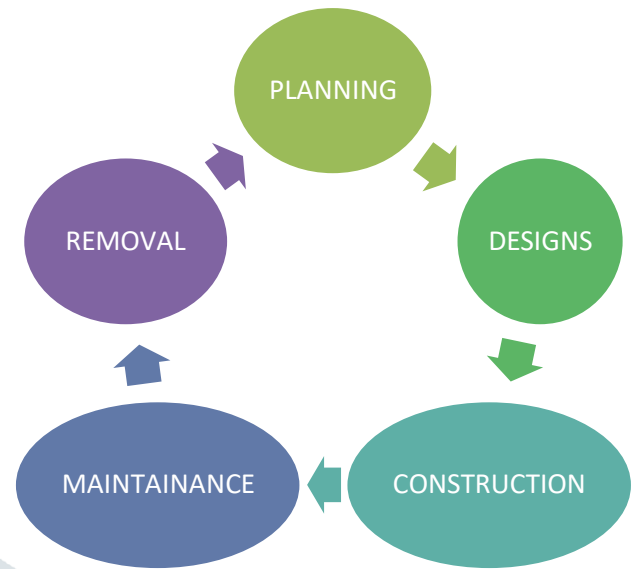 PLANNING
DESIGNS
CONSTRUCTION
MAINTAINANCE
REMOVAL